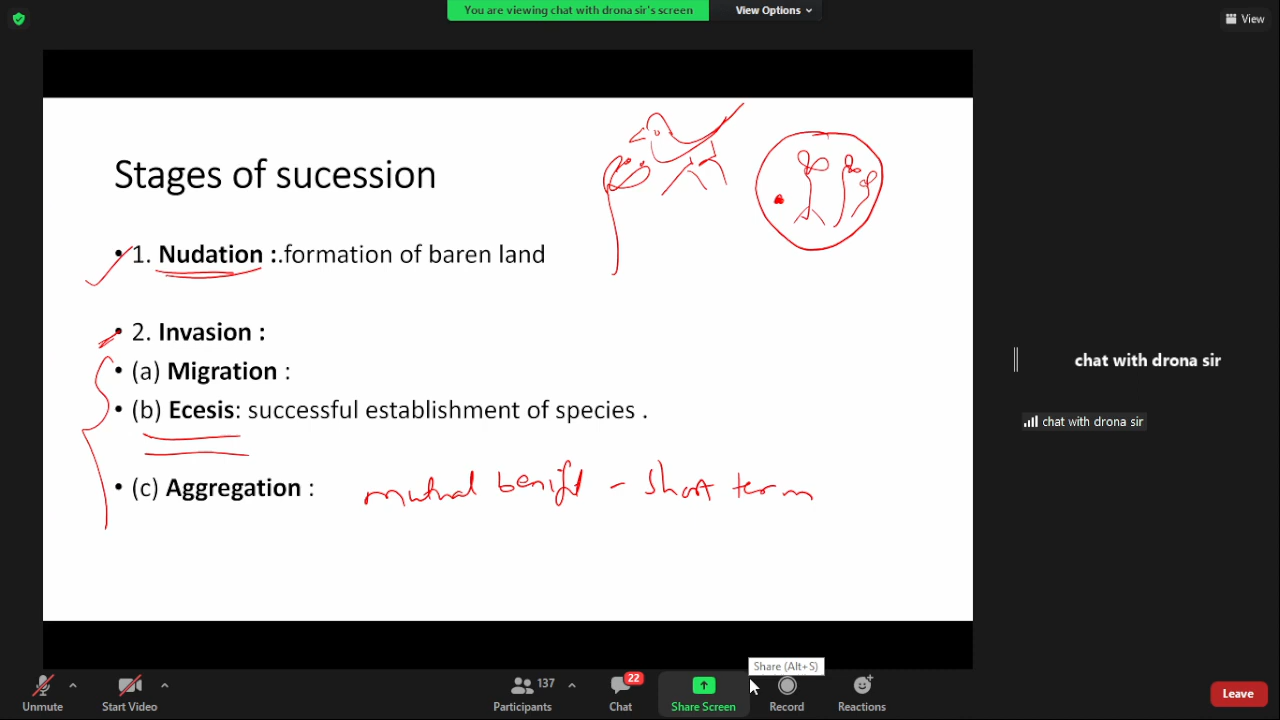 You are viewing chat with drona sir's screen
View Options
View
Stages of sucession
• 1. Nudation :.formation of baren land
• 2. Invasion :
• (a) Migration :
• (b) Ecesis: successful establishment of species .
• (c) Aggregation : mutual benifit - short term
chat with drona sir
chat with drona sir
Share (Alt+S)
137
22
Unmute
Start Video
Participants
Chat
Share Screen
Record
Reactions
Leave